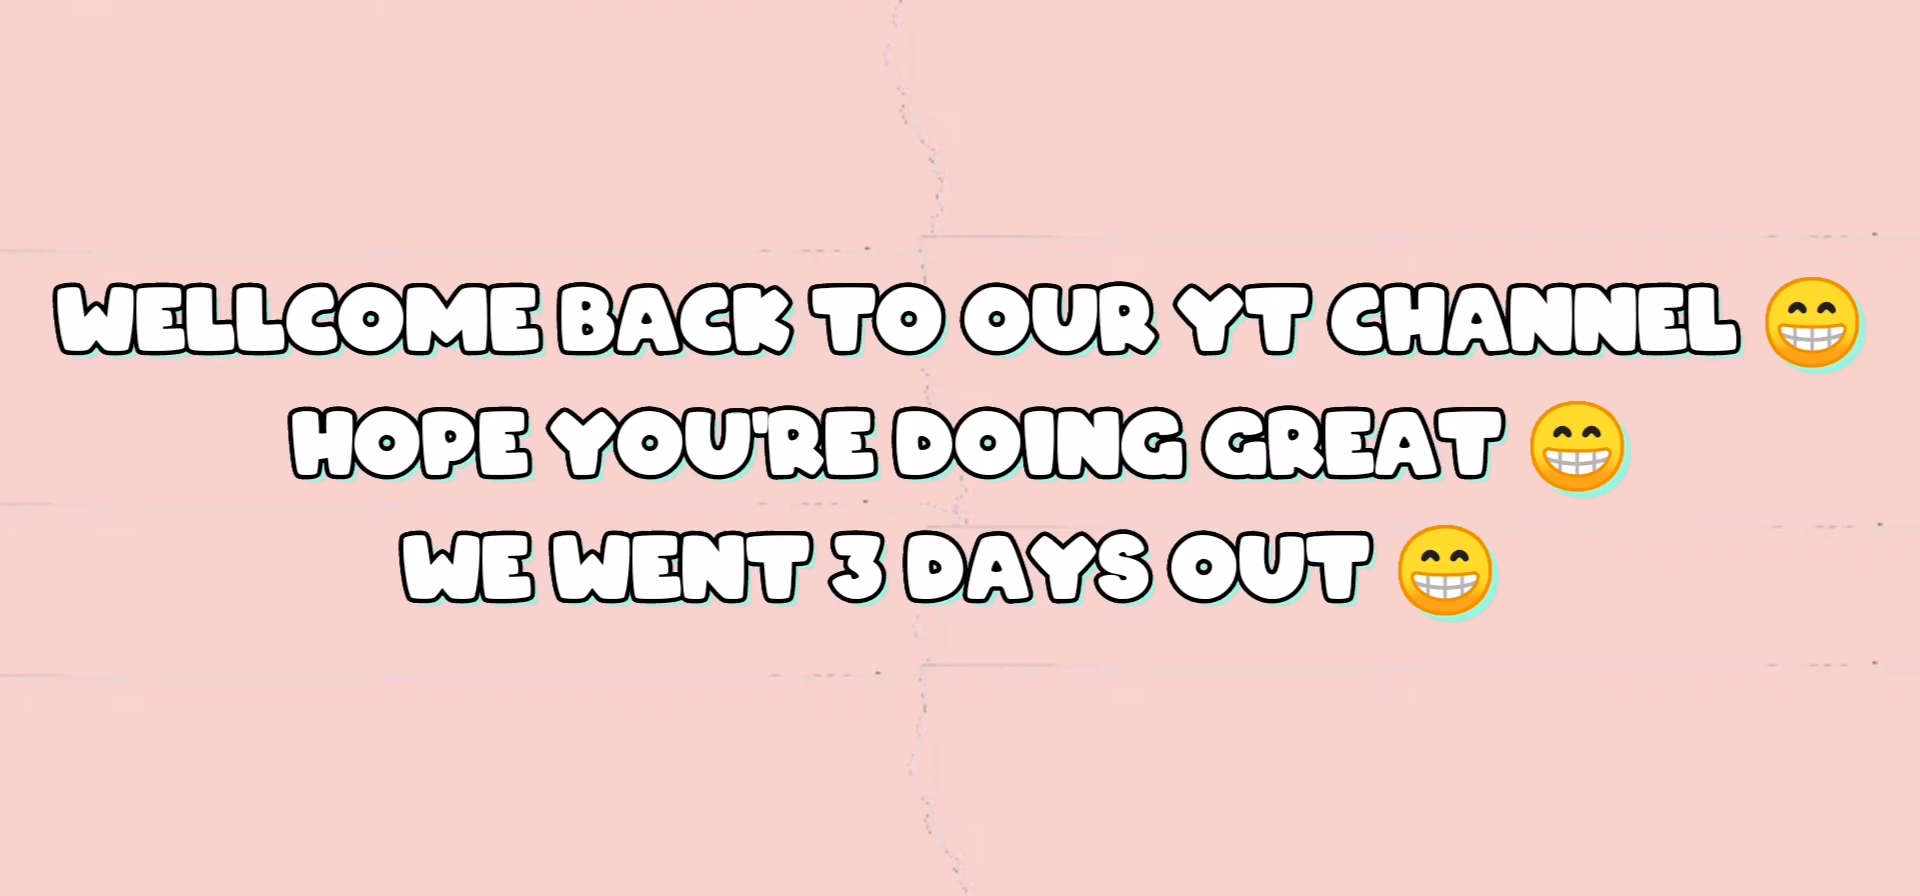 WELLCOME BACK TO OUR YT CHANNEL 😁
HOPE YOU'RE DOING GREAT 😁
WE WENT 3 DAYS OUT 😁